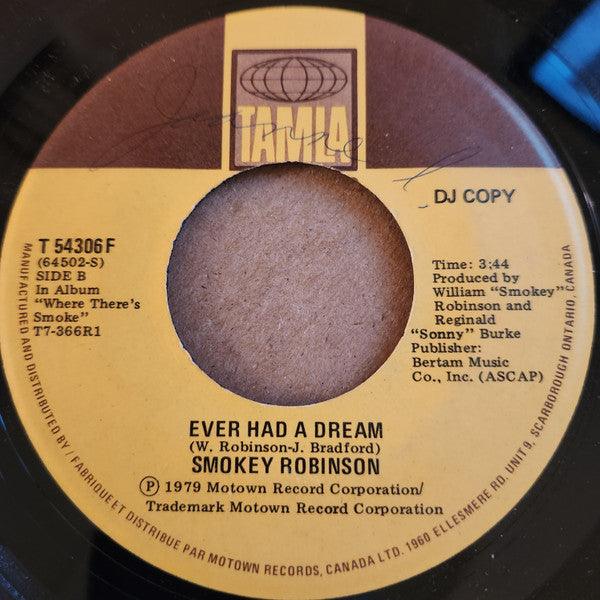 TAMLA
DJ COPY
T 54306F
(64502-S)
SIDE B
In Album
"Where There's
Smoke"
T7-366R1
Time: 3;44
Produced by
William "Smokey"
Robinson and
Reginald
"Sonny" Burke
Publisher:
Bertam Music
Co., Inc. (ASCAP)
EVER HAD A DREAM
(W. Robinson-J. Bradford)
SMOKEY ROBINSON
℗ 1979 Motown Record Corporation/
Trademark Motown Record Corporation
MANUFACTURED AND DISTRIBUTED BY / FABRIQUE ET DISTRIBUE PAR MOTOWN RECORDS, CANADA LTD. 1960 ELLESMERE RD. UNIT 9, SCARBOROUGH ONTARIO, CANADA